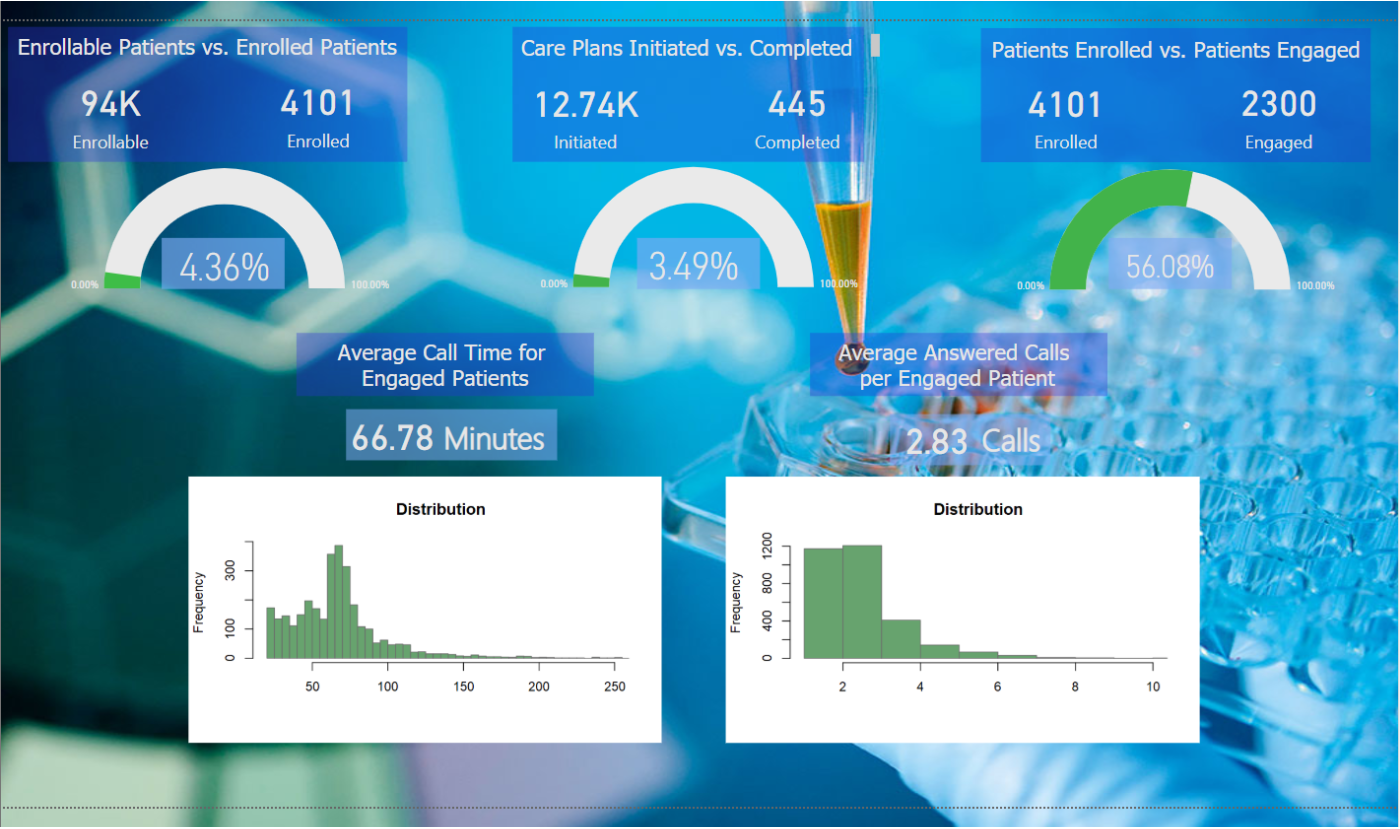 Enrollable Patients vs. Enrolled Patients
94K
4101
Enrollable
Enrolled
0.00%
4.36%
100.00%
Care Plans Initiated vs. Completed
12.74K
445
Initiated
Completed
0.00%
3.49%
100.00%
Patients Enrolled vs. Patients Engaged
4101
2300
Enrolled
Engaged
0.00%
56.08%
100.00%
Average Call Time for
Engaged Patients
66.78 Minutes
Distribution
Frequency
300
100
0
50
100
150
200
250
Average Answered Calls
per Engaged Patient
2.83 Calls
Distribution
Frequency
1200
800
400
0
2
4
6
8
10